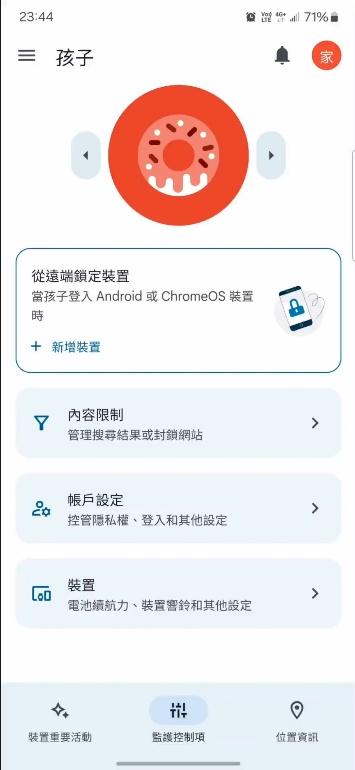 23:44
VoD LTE 4G+ 71%
孩子
家
從遠端鎖定裝置
當孩子登入 Android 或 ChromeOS 裝置
時
+ 新增裝置
內容限制
管理搜尋結果或封鎖網站
帳戶設定
控管隱私權、登入和其他設定
裝置
電池續航力、裝置響鈴和其他設定
裝置重要活動
監護控制項
位置資訊